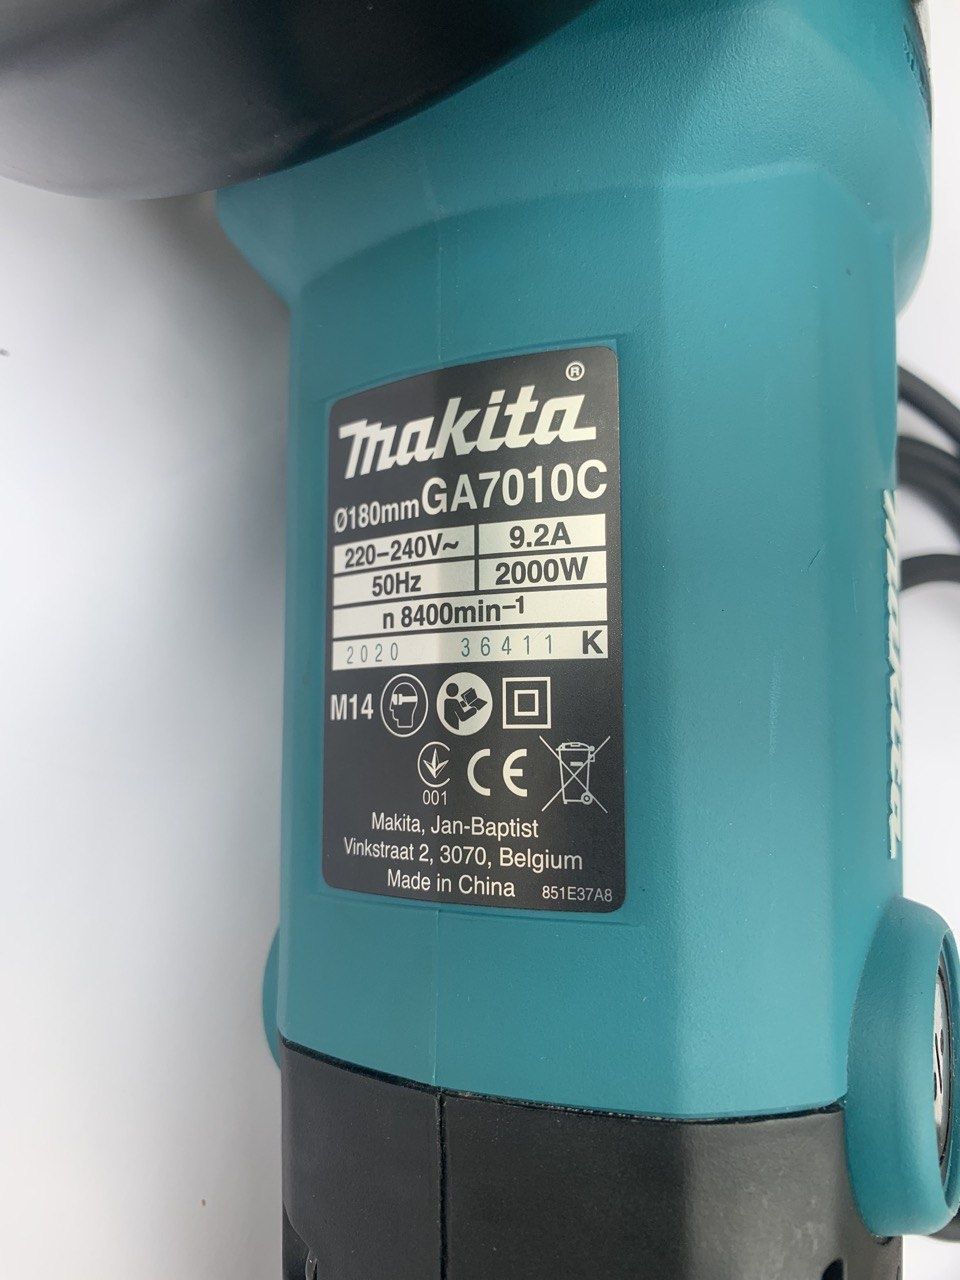 makita®
Ø180mm GA7010C
220–240V~ 9.2A
50Hz 2000W
n 8400min⁻¹
2020 36411 K
M14
001 CE
Makita, Jan-Baptist
Vinkstraat 2, 3070, Belgium
Made in China 851E37A8